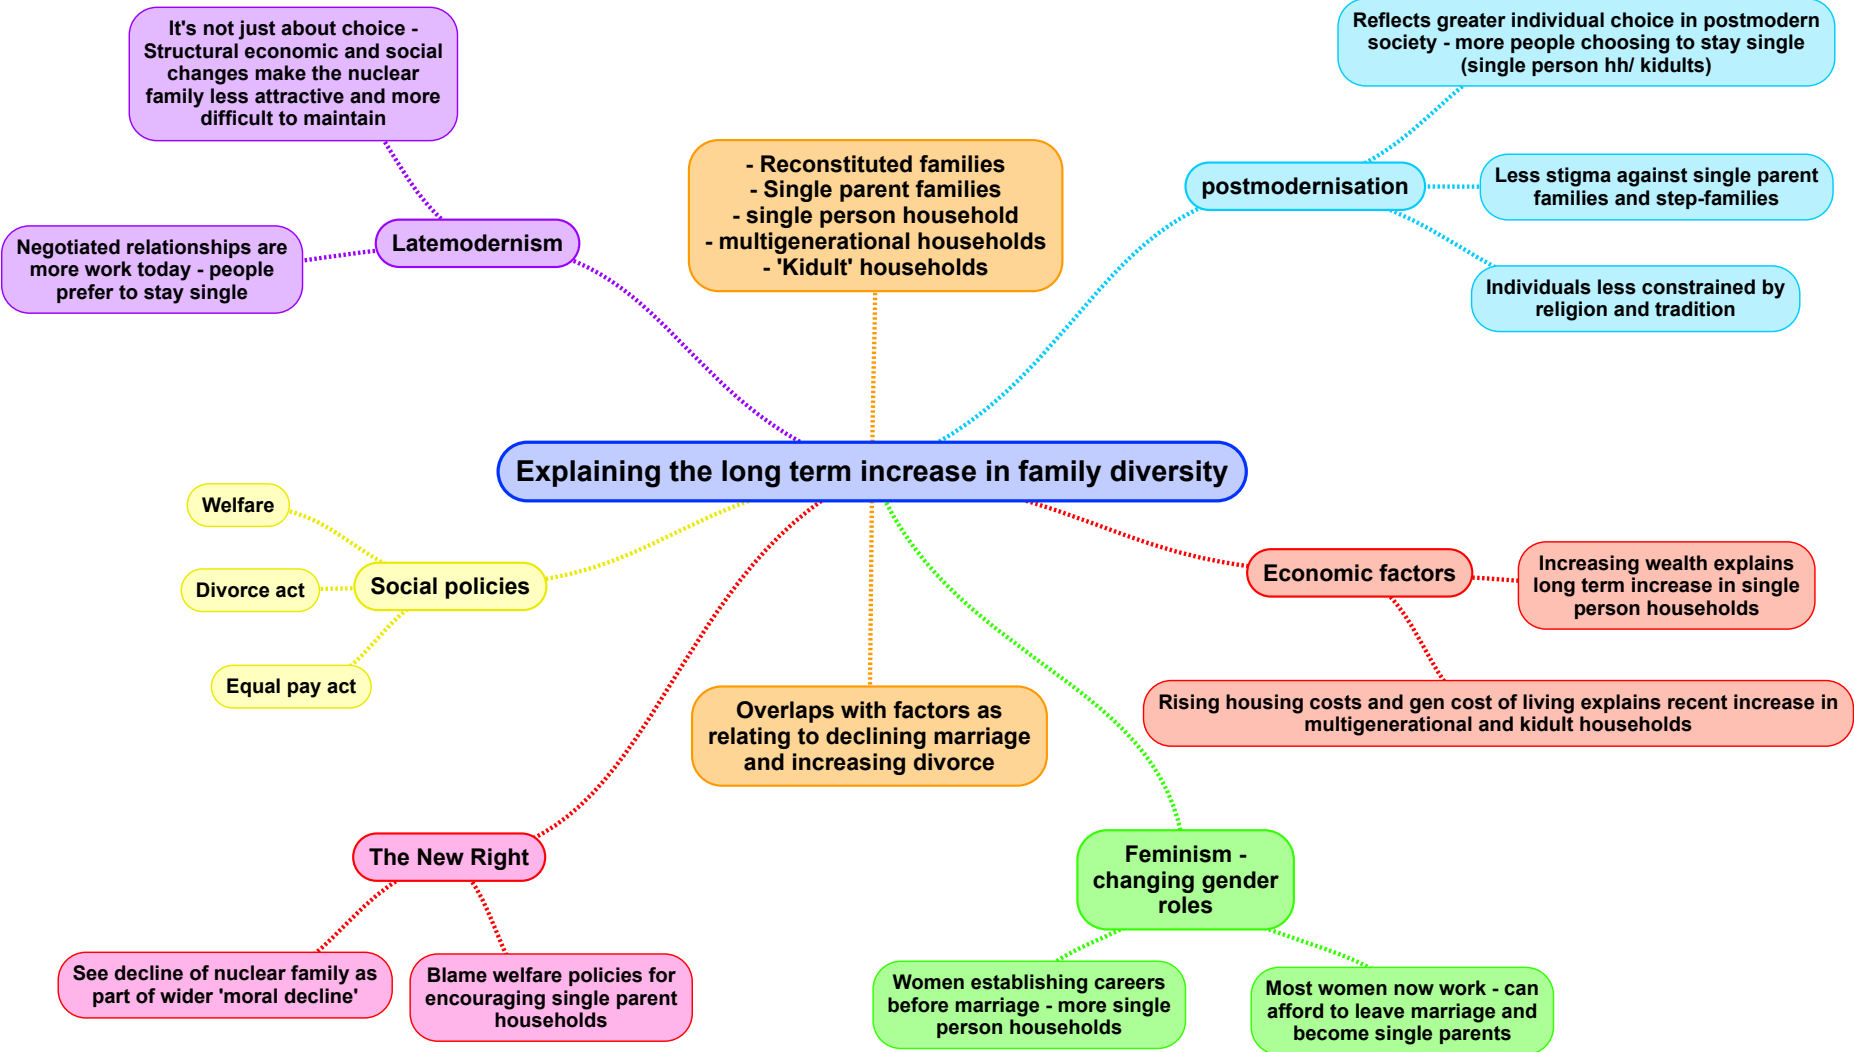 It's not just about choice -
Structural economic and social
changes make the nuclear
family less attractive and more
difficult to maintain
Negotiated relationships are
more work today - people
prefer to stay single
Latemodernism
- Reconstituted families
- Single parent families
- single person household
- multigenerational households
- 'Kidult' households
Reflects greater individual choice in postmodern
society - more people choosing to stay single
(single person hh/ kidults)
postmodernisation
Less stigma against single parent
families and step-families
Individuals less constrained by
religion and tradition
Explaining the long term increase in family diversity
Welfare
Divorce act
Social policies
Equal pay act
Economic factors
Increasing wealth explains
long term increase in single
person households
Rising housing costs and gen cost of living explains recent increase in
multigenerational and kidult households
Overlaps with factors as
relating to declining marriage
and increasing divorce
The New Right
See decline of nuclear family as
part of wider 'moral decline'
Blame welfare policies for
encouraging single parent
households
Feminism -
changing gender
roles
Women establishing careers
before marriage - more single
person households
Most women now work - can
afford to leave marriage and
become single parents